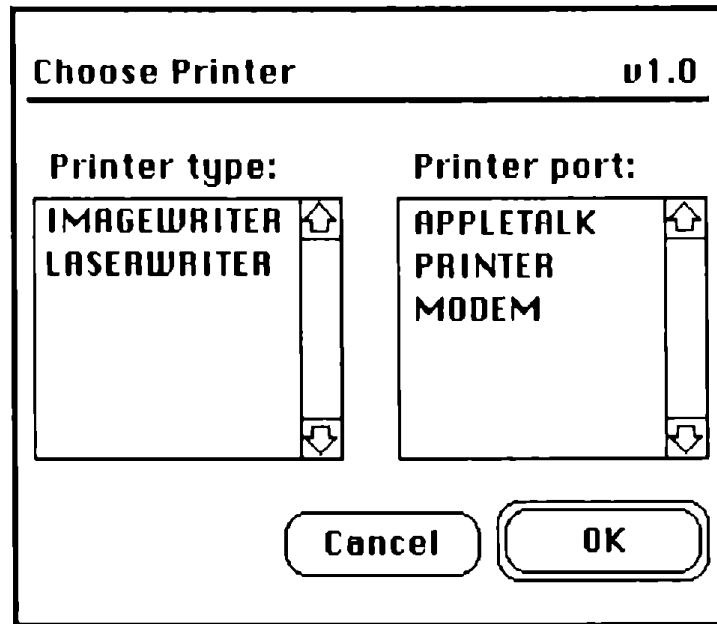 Choose Printer v1.0
Printer type:
IMAGEWRITER
LASERWRITER
Printer port:
APPLETALK
PRINTER
MODEM
Cancel OK